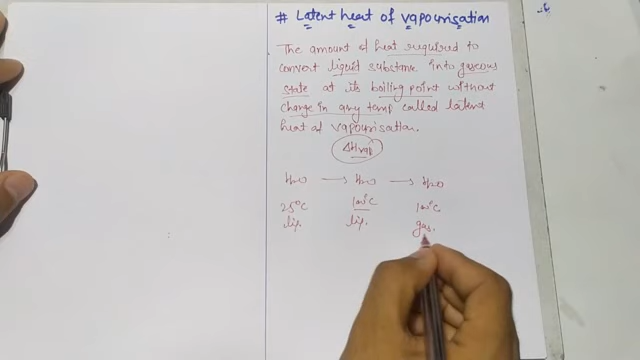 # Latent heat of vapourisation
The amount of heat required to
convert liquid substance into gaseous
state at its boiling point without
change in any temp called latent
heat of vapourisation.
ΔHvap
H₂O → H₂O → H₂O
25°C 100°C 100°C
liq. liq. gas.